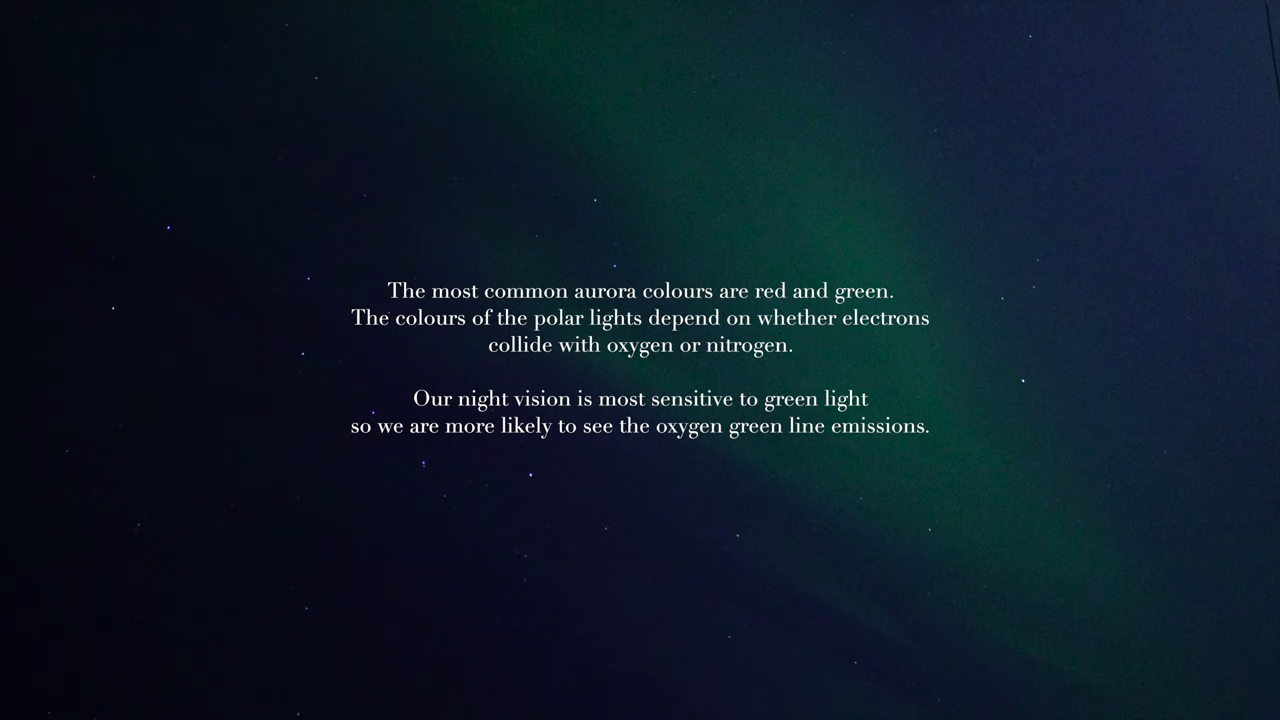 The most common aurora colours are red and green.
The colours of the polar lights depend on whether electrons
collide with oxygen or nitrogen.
Our night vision is most sensitive to green light
so we are more likely to see the oxygen green line emissions.